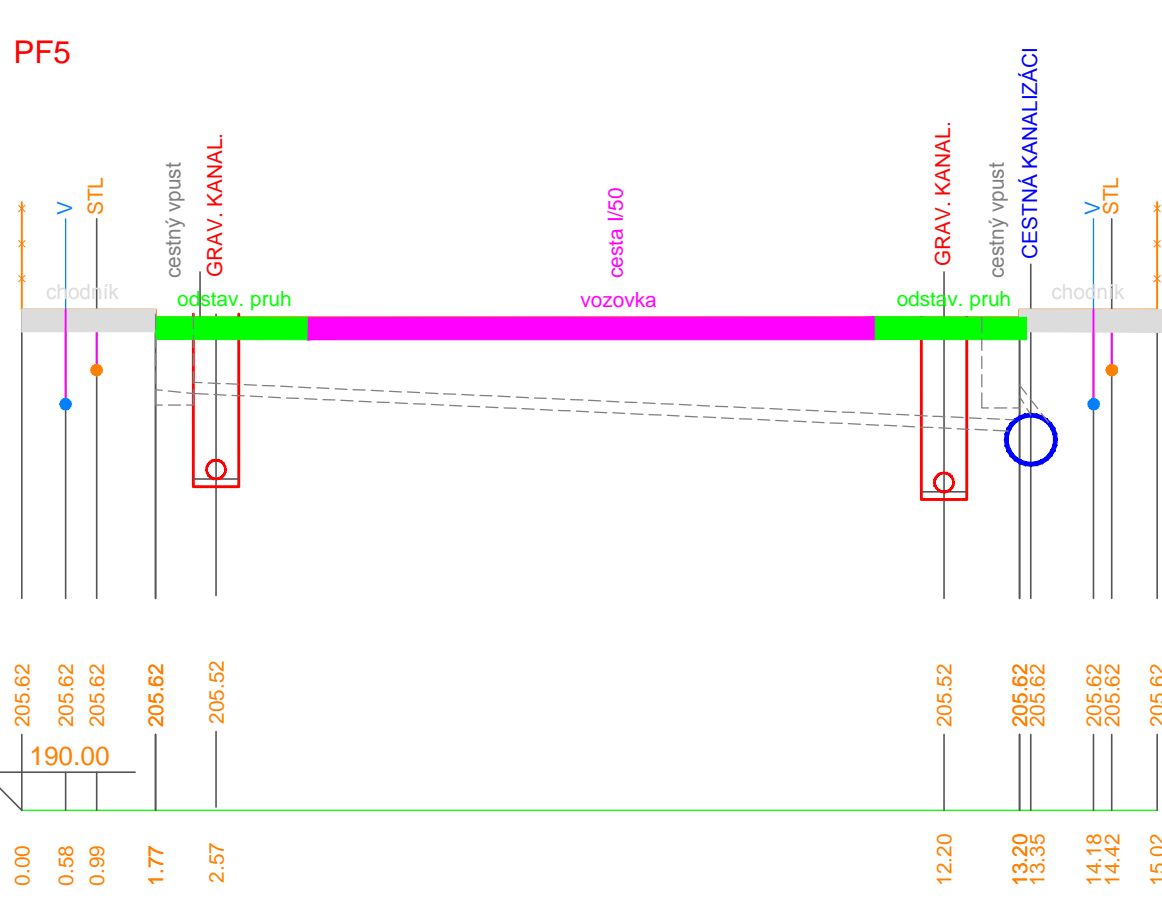 PF5
V
STL
cestný vpust
GRAV. KANAL.
cesta I/50
GRAV. KANAL.
cestný vpust
CESTNÁ KANALIZÁCI
V
STL
chodník
odstav. pruh
vozovka
odstav. pruh
chodník
205.62
205.62
205.62
205.62
205.52
205.52
205.62
205.62
205.62
205.62
205.62
190.00
0.00
0.58
0.99
1.77
2.57
12.20
13.20
13.35
14.18
14.42
15.02